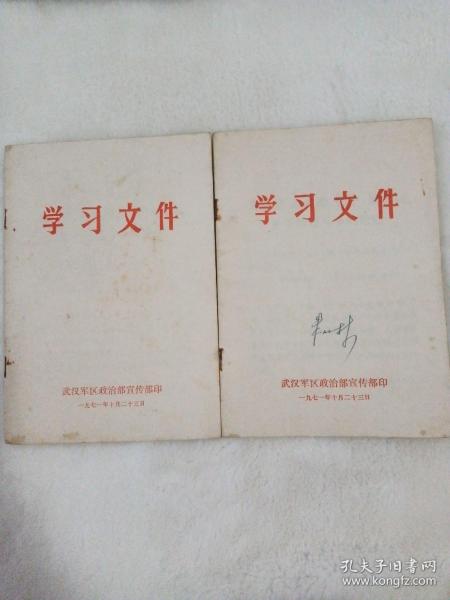 学习文件
武汉军区政治部宣传部印
一九七一年十月二十三日
学习文件
武汉军区政治部宣传部印
一九七一年十月二十三日
孔夫子旧书网
www.kongfz.com